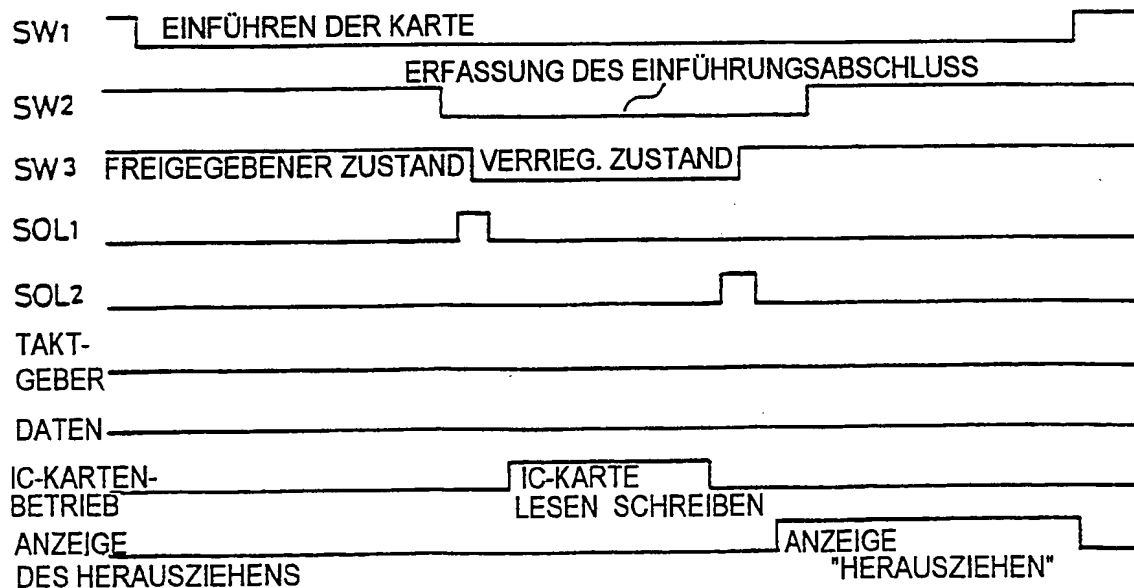 SW1 EINFÜHREN DER KARTE
ERFASSUNG DES EINFÜHRUNGSABSCHLUSS
SW2
SW3 FREIGEGEBENER ZUSTAND VERRIEG. ZUSTAND
SOL1
SOL2
TAKT-
GEBER
DATEN
IC-KARTEN- IC-KARTE
BETRIEB LESEN SCHREIBEN
ANZEIGE ANZEIGE
DES HERAUSZIEHENS "HERAUSZIEHEN"